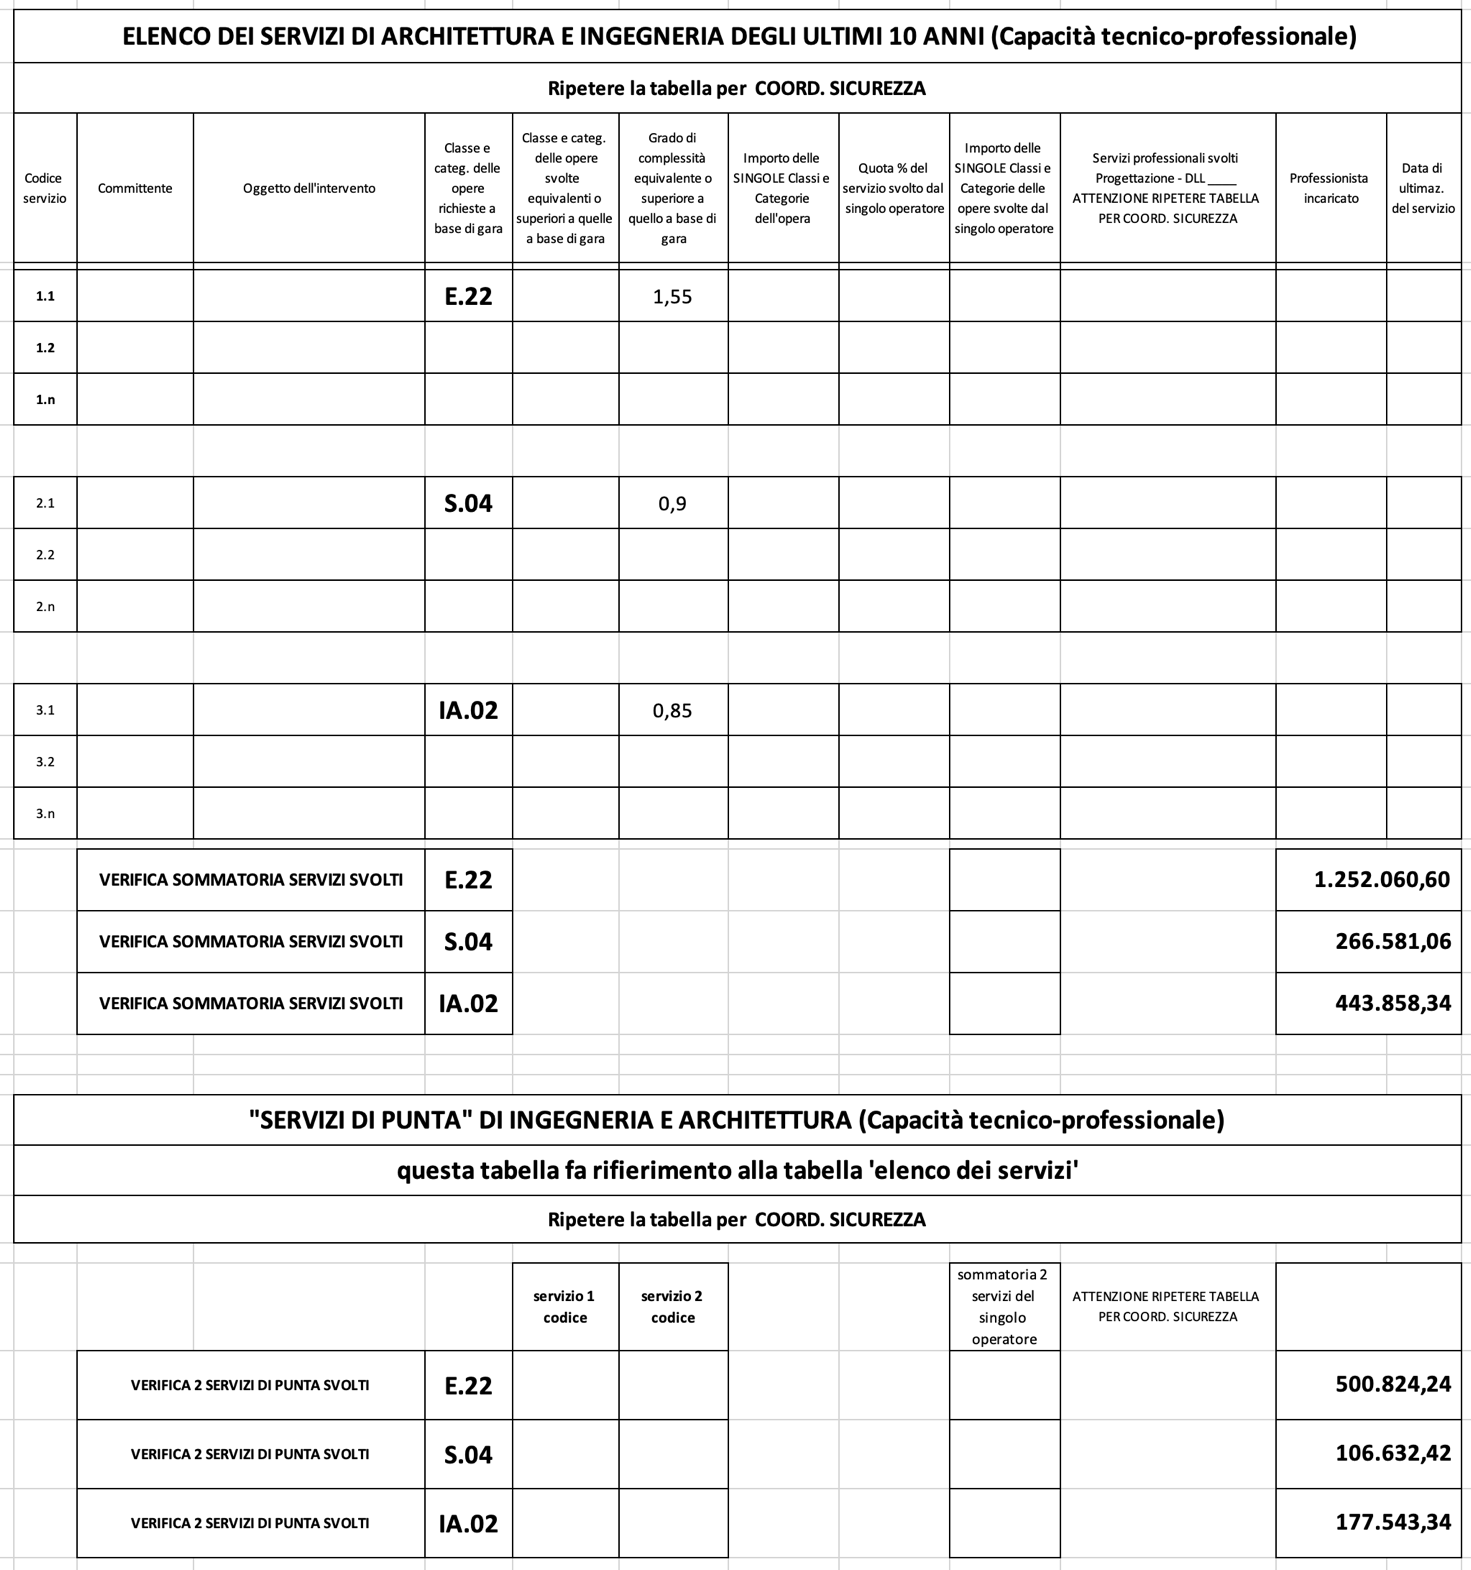 ELENCO DEI SERVIZI DI ARCHITETTURA E INGEGNERIA DEGLI ULTIMI 10 ANNI (Capacità tecnico-professionale)
Ripetere la tabella per COORD. SICUREZZA
Codice
servizio
Committente
Oggetto dell'intervento
Classe e
categ. delle
opere
richieste a
base di gara
Classe e categ.
delle opere
svolte
equivalenti o
superiori a quelle
a base di gara
Grado di
complessità
equivalente o
superiore a
quello a base di
gara
Importo delle
SINGOLE Classi e
Categorie
dell'opera
Quota % del
servizio svolto dal
singolo operatore
Importo delle
SINGOLE Classi e
Categorie delle
opere svolte dal
singolo operatore
Servizi professionali svolti
Progettazione - DLL ____
ATTENZIONE RIPETERE TABELLA
PER COORD. SICUREZZA
Professionista
incaricato
Data di
ultimaz.
del servizio
1.1 E.22 1,55
1.2
1.n
2.1 S.04 0,9
2.2
2.n
3.1 IA.02 0,85
3.2
3.n
VERIFICA SOMMATORIA SERVIZI SVOLTI E.22 1.252.060,60
VERIFICA SOMMATORIA SERVIZI SVOLTI S.04 266.581,06
VERIFICA SOMMATORIA SERVIZI SVOLTI IA.02 443.858,34
"SERVIZI DI PUNTA" DI INGEGNERIA E ARCHITETTURA (Capacità tecnico-professionale)
questa tabella fa rifierimento alla tabella 'elenco dei servizi'
Ripetere la tabella per COORD. SICUREZZA
servizio 1
codice
servizio 2
codice
sommatoria 2
servizi del
singolo
operatore
ATTENZIONE RIPETERE TABELLA
PER COORD. SICUREZZA
VERIFICA 2 SERVIZI DI PUNTA SVOLTI E.22 500.824,24
VERIFICA 2 SERVIZI DI PUNTA SVOLTI S.04 106.632,42
VERIFICA 2 SERVIZI DI PUNTA SVOLTI IA.02 177.543,34